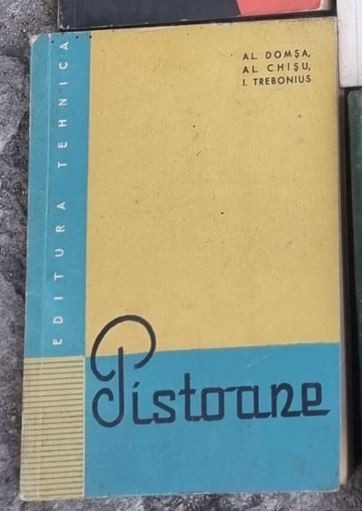 AL. DOMȘA,
AL. CHIȘU,
I. TREBONIUS
EDITURA TEHNICA
Pistoane